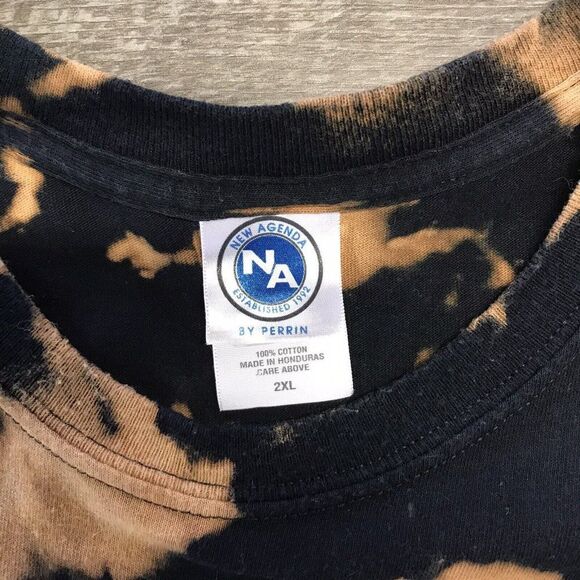 NEW AGENDA
NA
ESTABLISHED 1992
BY PERRIN
100% COTTON
MADE IN HONDURAS
CARE ABOVE
2XL